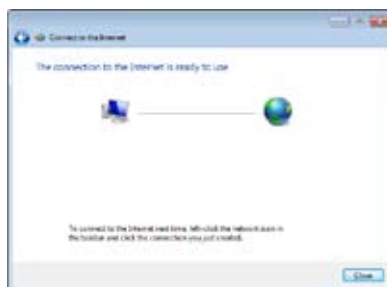 Connect to the Internet
The connection to the Internet is ready to use
To connect to the Internet next time, left-click the network icon in
the taskbar and click the connection you just created.
Close